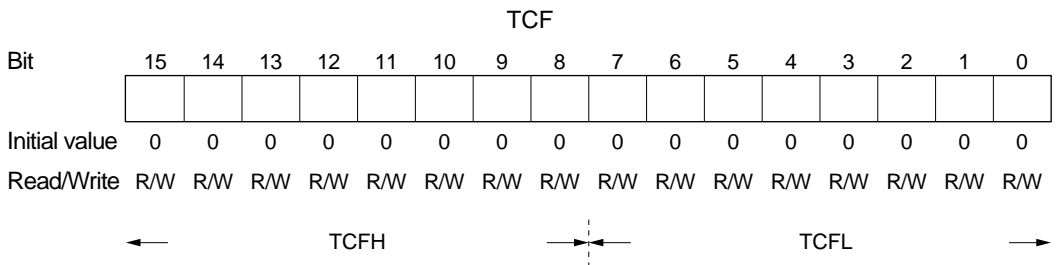 TCF
Bit 15 14 13 12 11 10 9 8 7 6 5 4 3 2 1 0
Initial value 0 0 0 0 0 0 0 0 0 0 0 0 0 0 0 0
Read/Write R/W R/W R/W R/W R/W R/W R/W R/W R/W R/W R/W R/W R/W R/W R/W R/W
TCFH TCFL